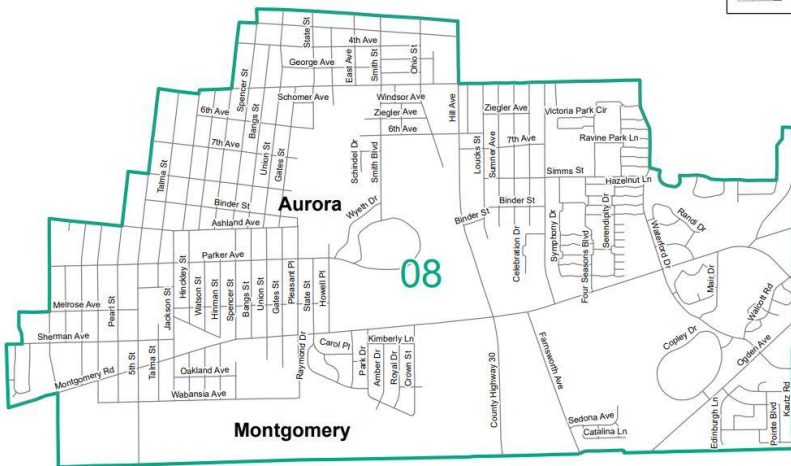 State St
4th Ave
George Ave
East Ave
Smith St
Ohio St
Spencer St
Schomer Ave
Windsor Ave
Hill Ave
Ziegler Ave
Victoria Park Cir
6th Ave
Bangs St
Ziegler Ave
6th Ave
7th Ave
Ravine Park Ln
7th Ave
Union St
Gates St
Schindel Dr
Smith Blvd
Loucks St
Sumner Ave
Talma St
Simms St
Hazelnut Ln
Binder St
Aurora
Wyeth Dr
Binder St
Binder St
Serendipity Dr
Randi Dr
Ashland Ave
Symphony Dr
Four Seasons Blvd
Waterford Dr
Parker Ave
Celebration Dr
08
Hinckley St
Watson St
Hinman St
Spencer St
Bangs St
Union St
Gates St
Pleasant Pl
State St
Howell Pl
Mair Dr
Walcott Rd
Melrose Ave
Pearl St
Jackson St
Sherman Ave
Carol Pl
Kimberly Ln
Copley Dr
Ogden Ave
Raymond Dr
Park Dr
Amber Dr
Royal Dr
Crown St
County Highway 30
Farnsworth Ave
Montgomery Rd
5th St
Talma St
Oakland Ave
Wabansia Ave
Montgomery
Sedona Ave
Catalina Ln
Edinburgh Ln
Pointe Blvd
Kautz Rd